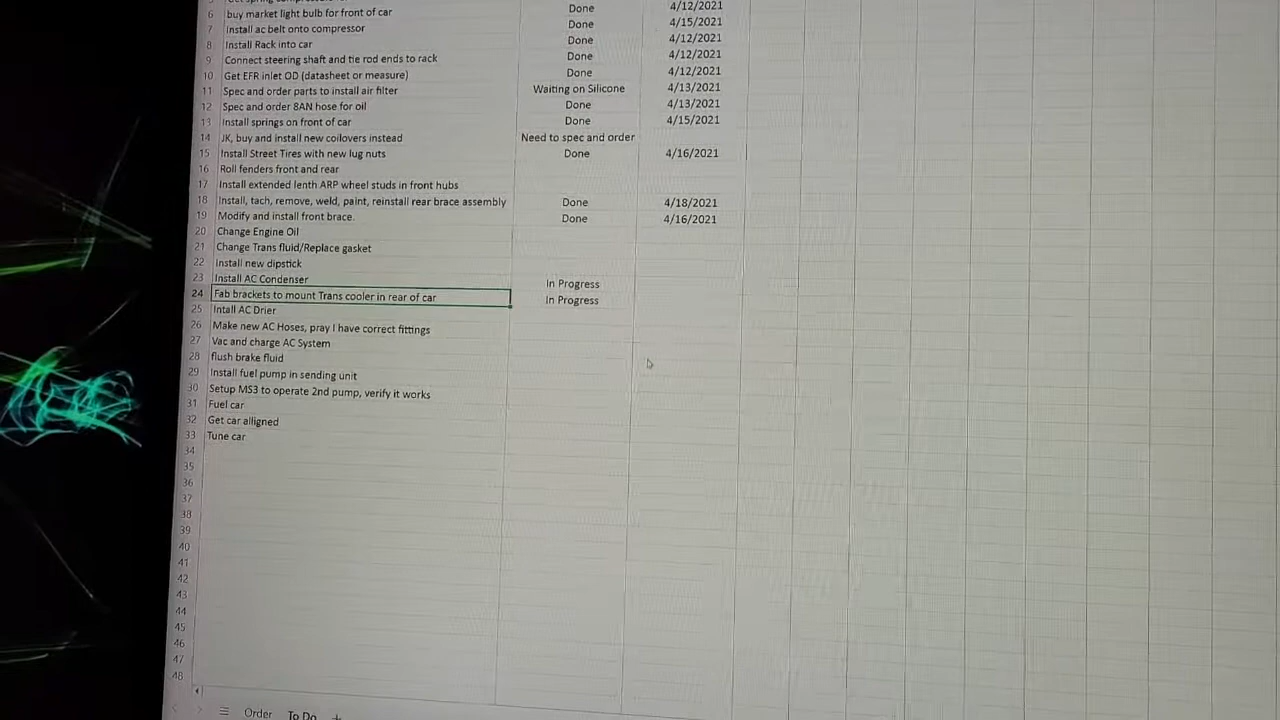 6 buy market light bulb for front of car Done 4/12/2021
7 Install ac belt onto compressor Done 4/15/2021
8 Install Rack into car Done 4/12/2021
9 Connect steering shaft and tie rod ends to rack Done 4/12/2021
10 Get EFR inlet OD (datasheet or measure) Done 4/12/2021
11 Spec and order parts to install air filter Waiting on Silicone 4/13/2021
12 Spec and order 8AN hose for oil Done 4/13/2021
13 Install springs on front of car Done 4/15/2021
14 JK, buy and install new coilovers instead Need to spec and order
15 Install Street Tires with new lug nuts Done 4/16/2021
16 Roll fenders front and rear
17 Install extended lenth ARP wheel studs in front hubs
18 Install, tach, remove, weld, paint, reinstall rear brace assembly Done 4/18/2021
19 Modify and install front brace. Done 4/16/2021
20 Change Engine Oil
21 Change Trans fluid/Replace gasket
22 Install new dipstick
23 Install AC Condenser In Progress
24 Fab brackets to mount Trans cooler in rear of car In Progress
25 Intall AC Drier
26 Make new AC Hoses, pray I have correct fittings
27 Vac and charge AC System
28 flush brake fluid
29 Install fuel pump in sending unit
30 Setup MS3 to operate 2nd pump, verify it works
31 Fuel car
32 Get car alligned
33 Tune car
34
35
36
37
38
39
40
41
42
43
44
45
46
47
48
Order To Do